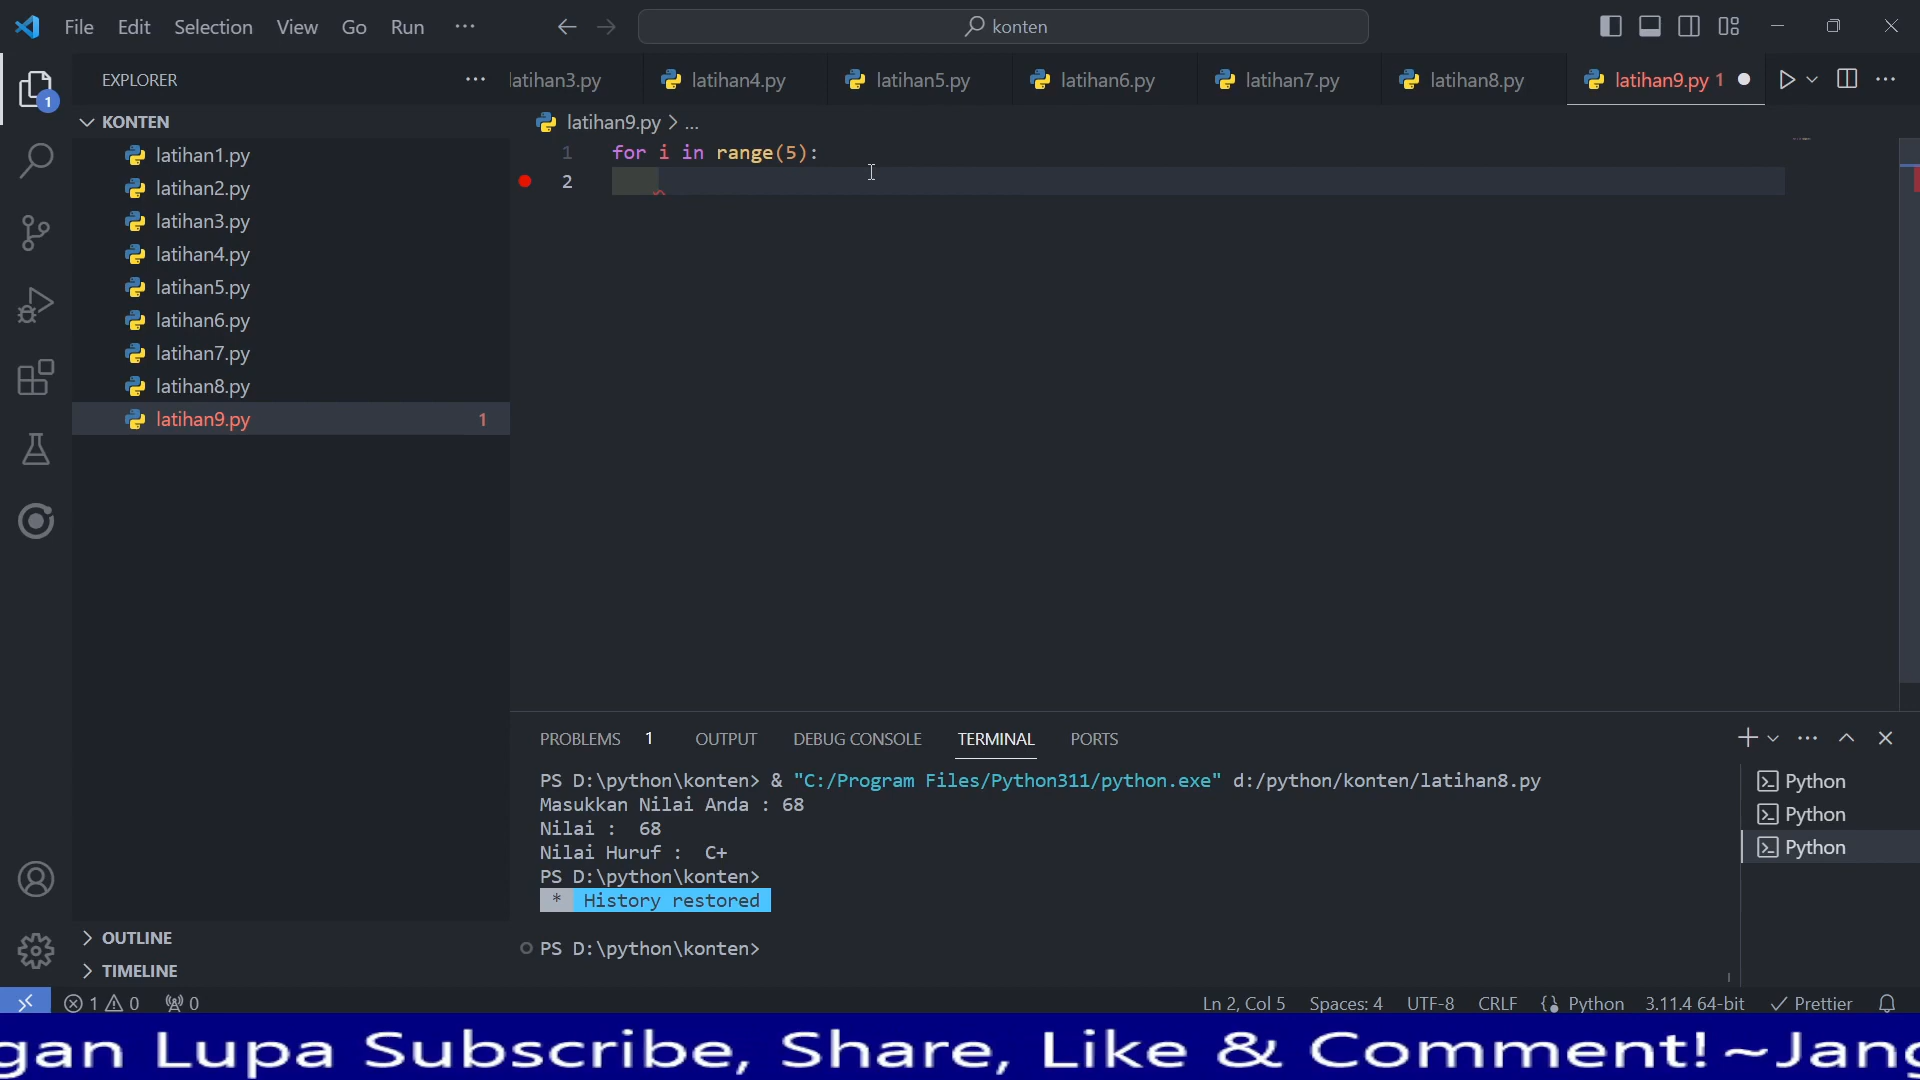 File Edit Selection View Go Run ··· konten
EXPLORER ···
latihan3.py latihan4.py latihan5.py latihan6.py latihan7.py latihan8.py latihan9.py 1
KONTEN
latihan1.py
latihan2.py
latihan3.py
latihan4.py
latihan5.py
latihan6.py
latihan7.py
latihan8.py
latihan9.py 1
OUTLINE
TIMELINE
1
latihan9.py > ...
1 for i in range(5):
2
PROBLEMS 1 OUTPUT DEBUG CONSOLE TERMINAL PORTS
PS D:\python\konten> & "C:/Program Files/Python311/python.exe" d:/python/konten/latihan8.py
Masukkan Nilai Anda : 68
Nilai : 68
Nilai Huruf : C+
PS D:\python\konten>
* History restored
PS D:\python\konten>
Python
Python
Python
1 0 0 Ln 2, Col 5 Spaces: 4 UTF-8 CRLF {} Python 3.11.4 64-bit Prettier
gan Lupa Subscribe, Share, Like & Comment! ~Jang